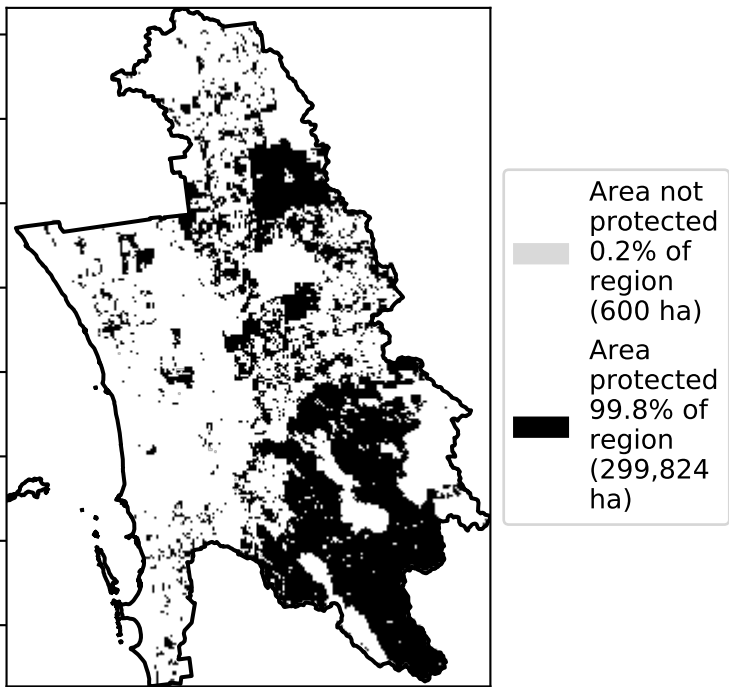 Area not
protected
0.2% of
region
(600 ha)
Area
protected
99.8% of
region
(299,824
ha)